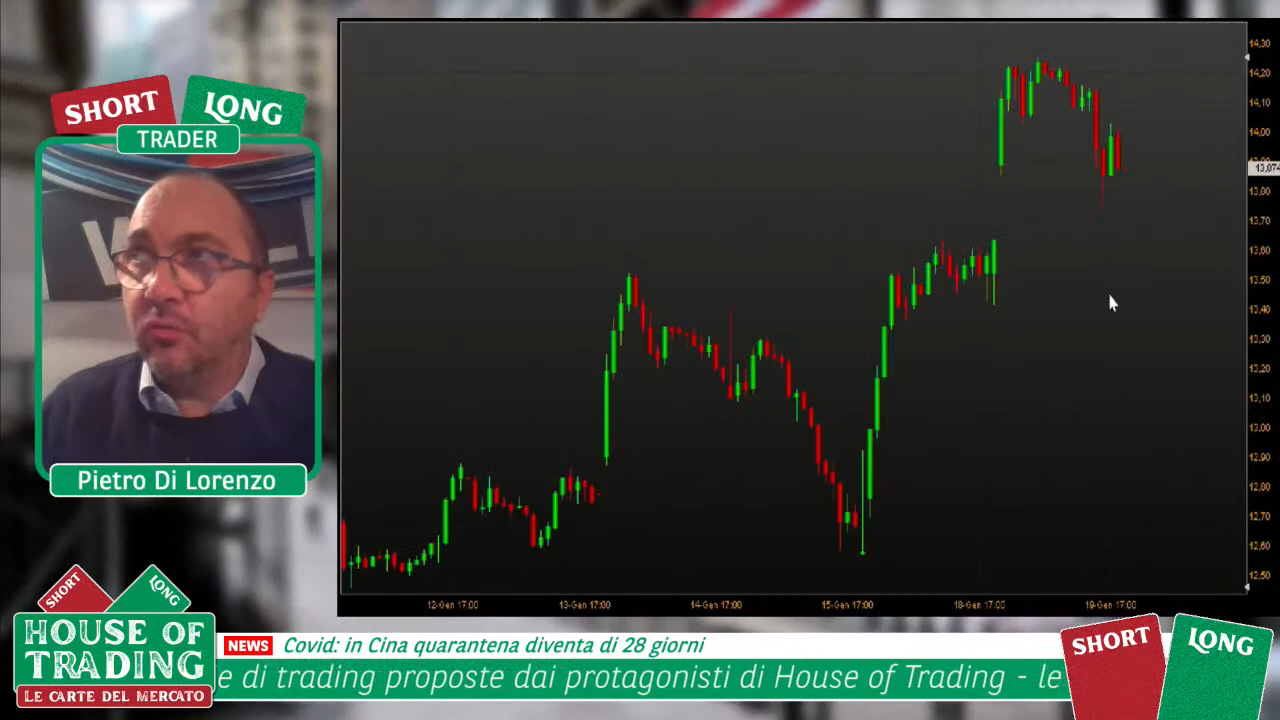 SHORT
LONG
TRADER
Pietro Di Lorenzo
14,30
14,20
14,10
14,00
13,874
13,80
13,70
13,60
13,50
13,40
13,30
13,20
13,10
13,00
12,90
12,80
12,70
12,60
12,50
12-Gen 17:00
13-Gen 17:00
14-Gen 17:00
15-Gen 17:00
18-Gen 17:00
19-Gen 17:00
SHORT
LONG
HOUSE OF
TRADING
LE CARTE DEL MERCATO
NEWS Covid: in Cina quarantena diventa di 28 giorni
e di trading proposte dai protagonisti di House of Trading - le
SHORT
LONG